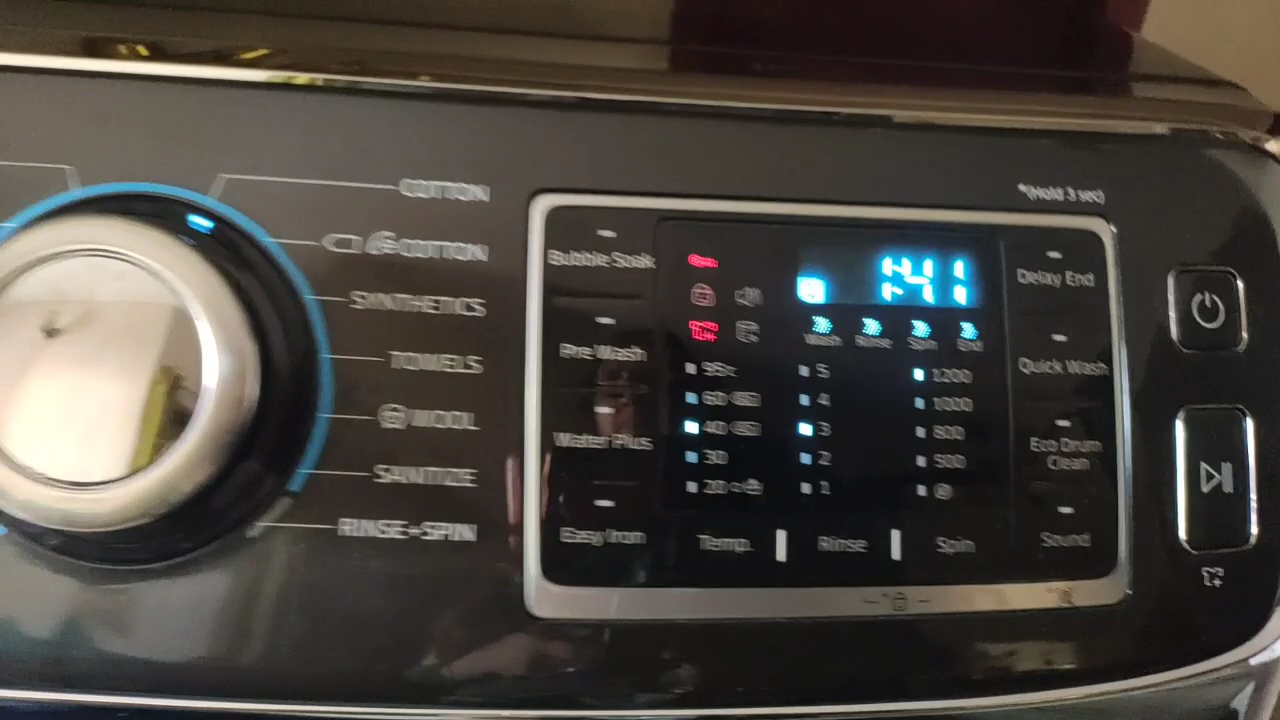 *(Hold 3 sec)
COTTON
COTTON
SYNTHETICS
TOWELS
WOOL
SANITIZE
RINSE+SPIN
Bubble Soak
Pre Wash
Water Plus
Easy Iron
Wash Rinse Spin End
95℃ 5 1200
60 4 1000
40 3 800
30 2 500
20 1
Temp. Rinse Spin
Delay End
Quick Wash
Eco Drum
Clean
Sound